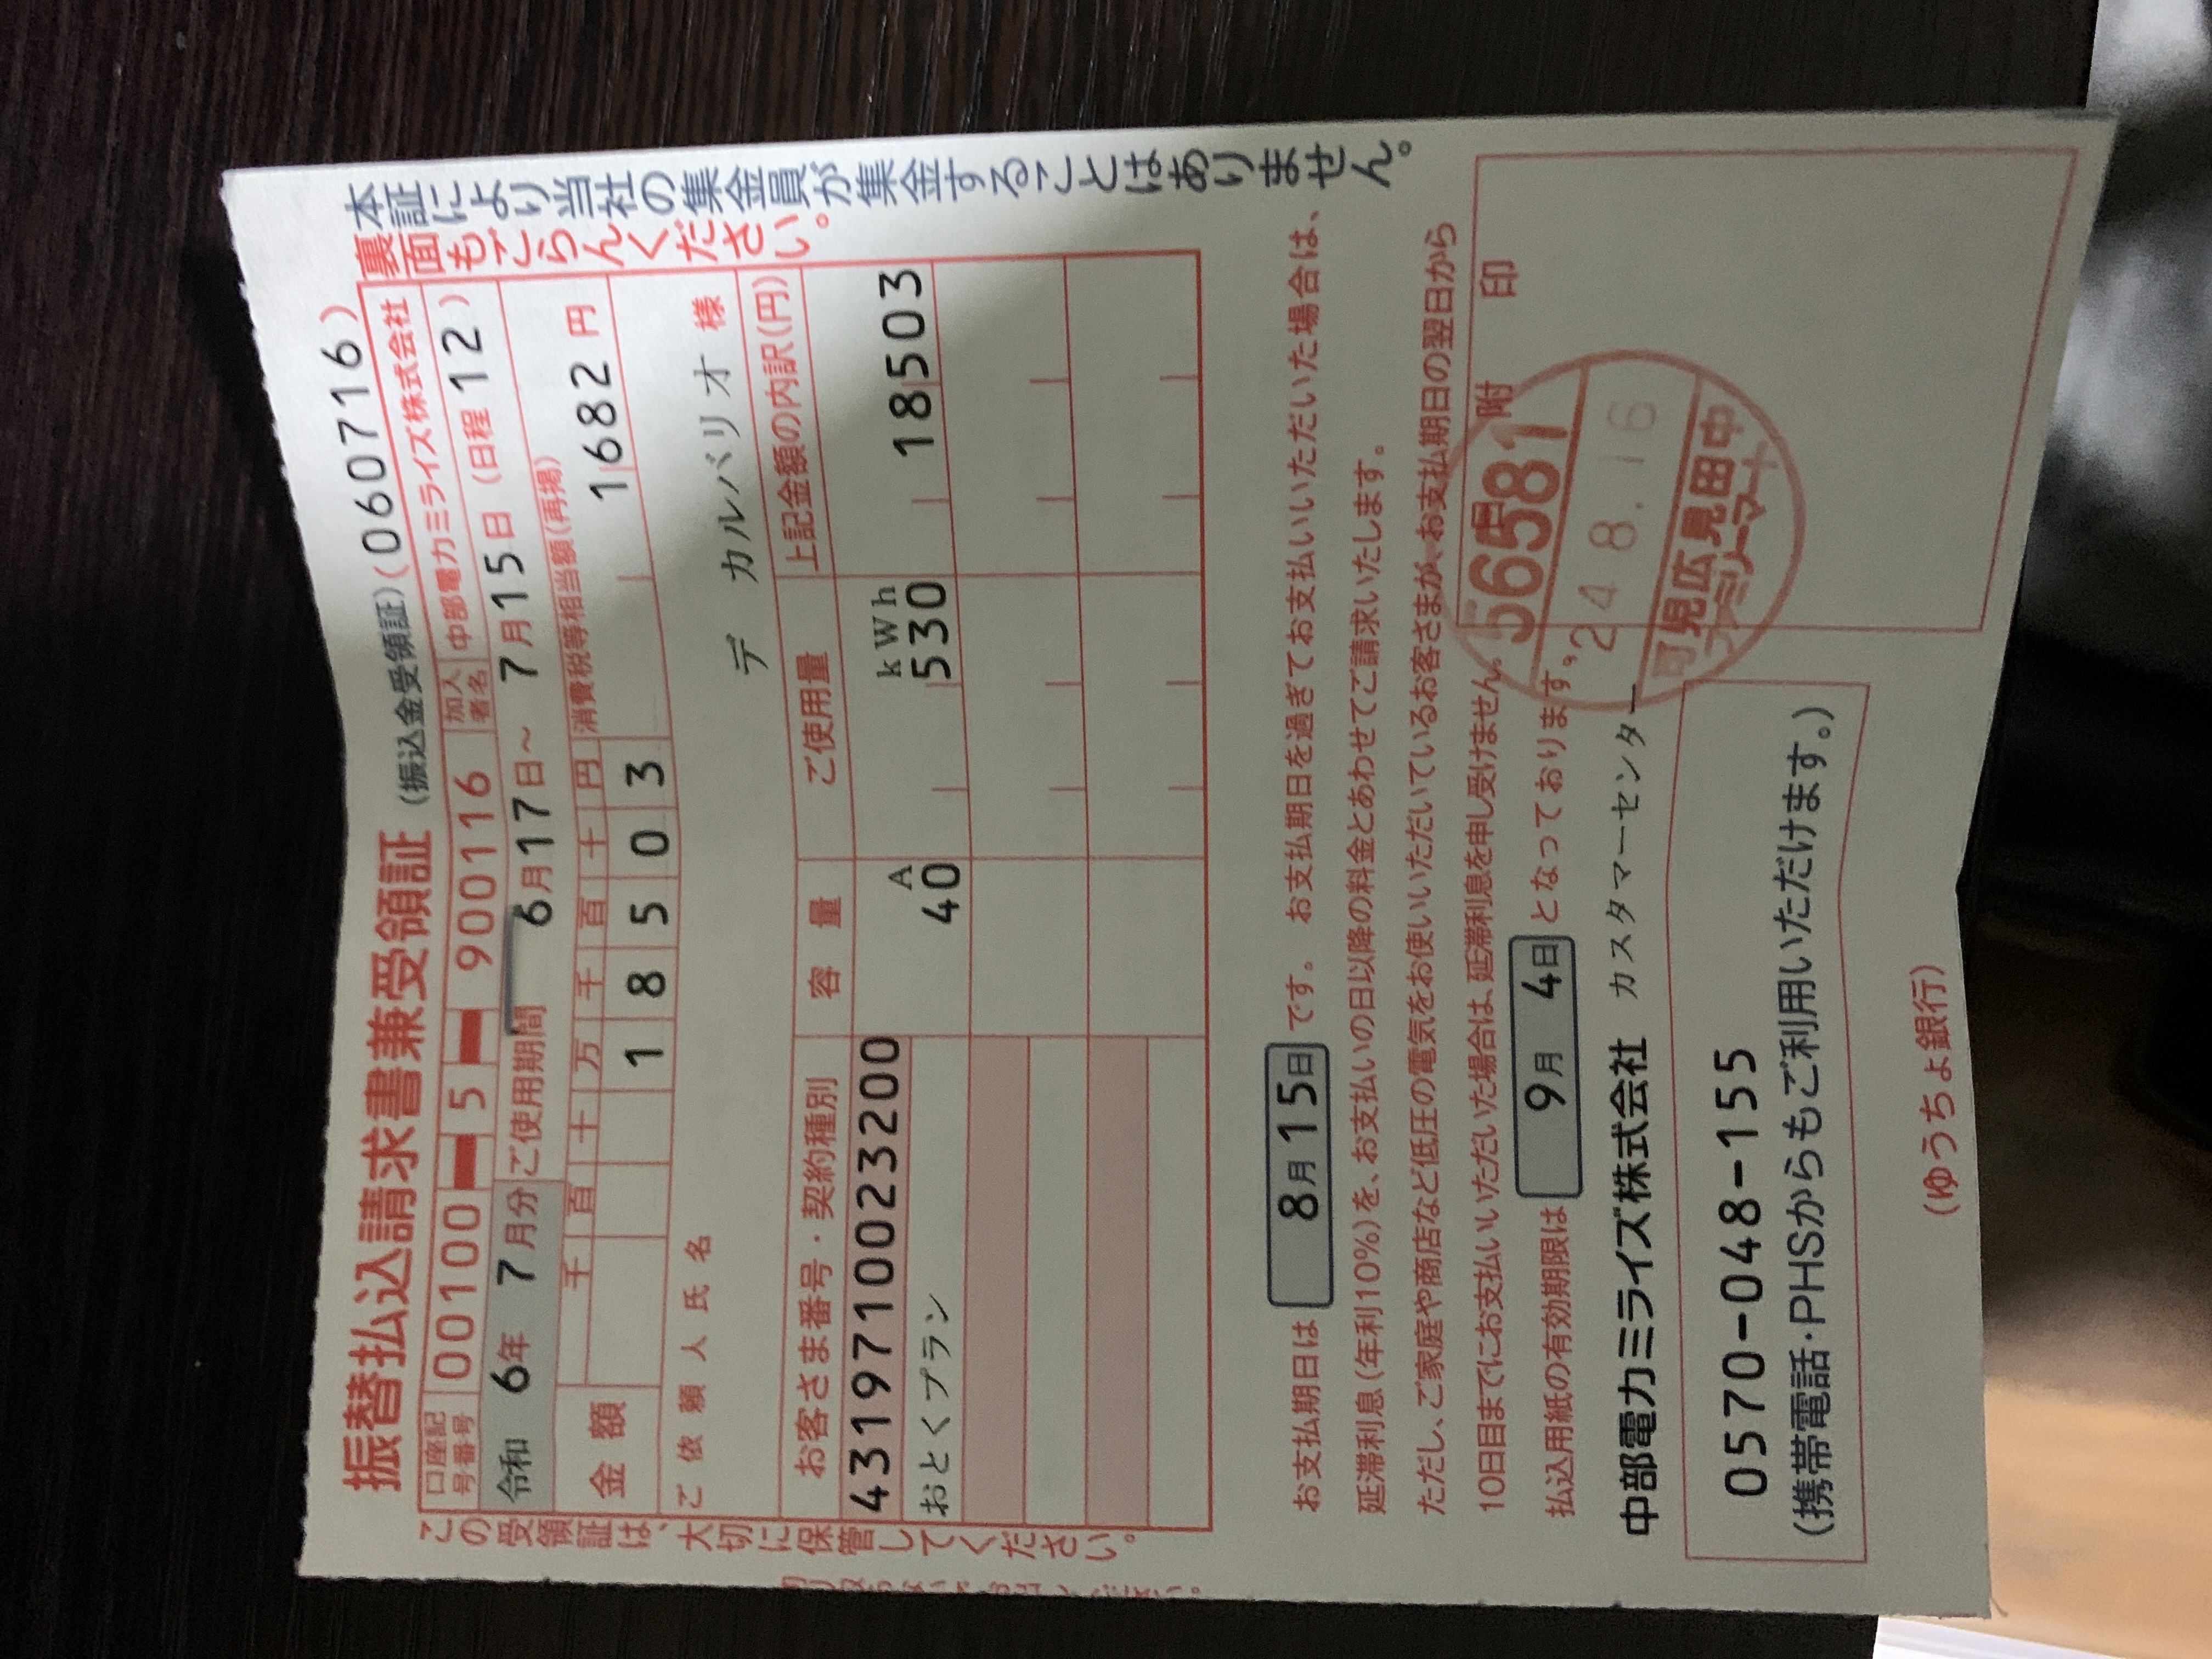 振替払込請求書兼受領証 (振込金受領証) (060716)
口座記号番号 00100-5-900116 加入者名 中部電力ミライズ株式会社
令和 6年 7月分 ご使用期間 6月17日~ 7月15日 (日程 12)
金額 千 百 十 万 千 百 十 円 消費税等相当額(再掲)
1 8 5 0 3 1682 円
ご依頼人氏名
デ カルバリオ 様
お客さま番号・契約種別 容量 ご使用量 上記金額の内訳(円)
4319710023200 A kWh
おとくプラン 40 530 18503
お支払期日は 8月15日 です。 お支払期日を過ぎてお支払いいただいた場合は、
延滞利息(年利10%)を、お支払いの日以降の料金とあわせてご請求いたします。
ただし、ご家庭や商店など低圧の電気をお使いいただいているお客さまが、お支払期日の翌日から
10日目までにお支払いいただいた場合は、延滞利息を申し受けません。
払込用紙の有効期限は 9月 4日 となっております。
中部電力ミライズ株式会社 カスタマーセンター
0570-048-155
(携帯電話・PHSからもご利用いただけます。)
(ゆうちょ銀行)
日附印
56581
'24 8.16
可児広見田中
ファミリーマート
この受領証は、大切に保管してください。
裏面もごらんください。
本証により当社の集金員が集金することはありません。